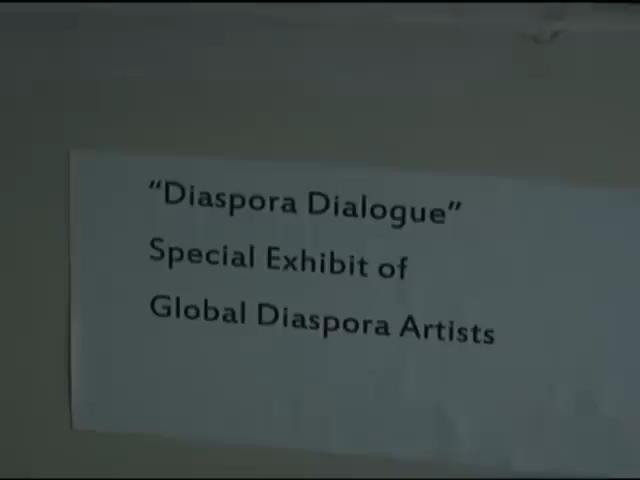 “Diaspora Dialogue”
Special Exhibit of
Global Diaspora Artists